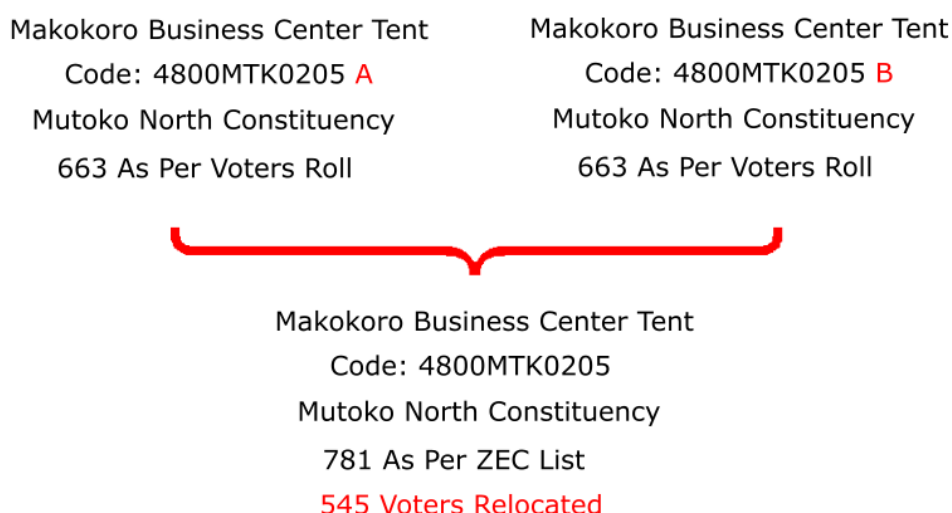 Makokoro Business Center Tent
Code: 4800MTK0205 A
Mutoko North Constituency
663 As Per Voters Roll
Makokoro Business Center Tent
Code: 4800MTK0205 B
Mutoko North Constituency
663 As Per Voters Roll
Makokoro Business Center Tent
Code: 4800MTK0205
Mutoko North Constituency
781 As Per ZEC List
545 Voters Relocated